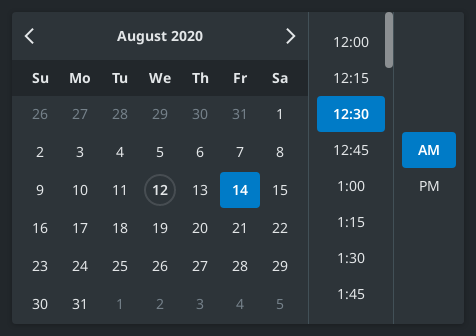 August 2020
Su Mo Tu We Th Fr Sa
26 27 28 29 30 31 1
2 3 4 5 6 7 8
9 10 11 12 13 14 15
16 17 18 19 20 21 22
23 24 25 26 27 28 29
30 31 1 2 3 4 5
12:00
12:15
12:30
12:45
1:00
1:15
1:30
1:45
AM
PM